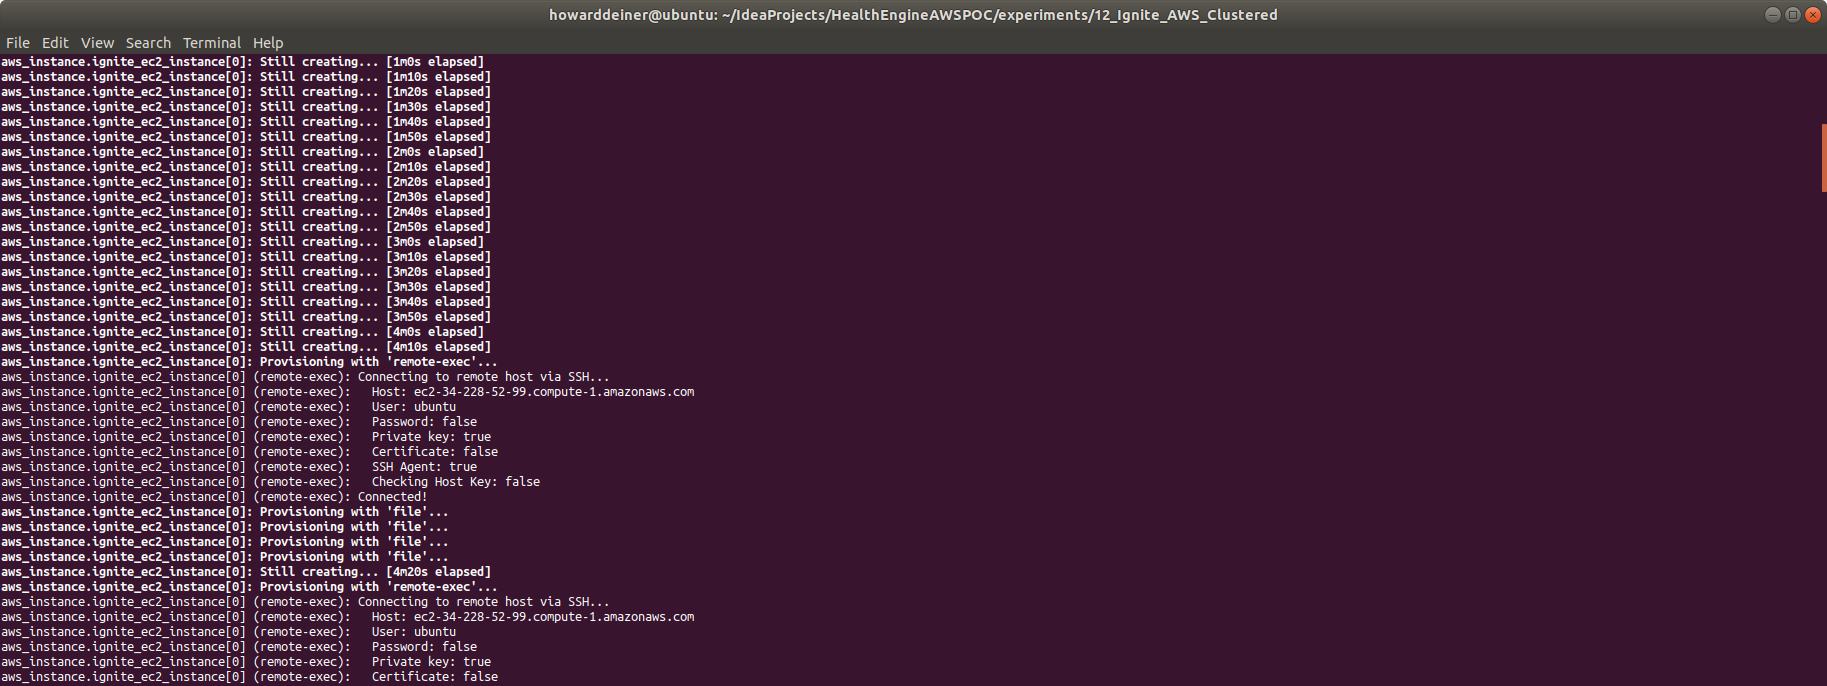 howarddeiner@ubuntu: ~/IdeaProjects/HealthEngineAWSPOC/experiments/12_Ignite_AWS_Clustered
File Edit View Search Terminal Help
aws_instance.ignite_ec2_instance[0]: Still creating... [1m0s elapsed]
aws_instance.ignite_ec2_instance[0]: Still creating... [1m10s elapsed]
aws_instance.ignite_ec2_instance[0]: Still creating... [1m20s elapsed]
aws_instance.ignite_ec2_instance[0]: Still creating... [1m30s elapsed]
aws_instance.ignite_ec2_instance[0]: Still creating... [1m40s elapsed]
aws_instance.ignite_ec2_instance[0]: Still creating... [1m50s elapsed]
aws_instance.ignite_ec2_instance[0]: Still creating... [2m0s elapsed]
aws_instance.ignite_ec2_instance[0]: Still creating... [2m10s elapsed]
aws_instance.ignite_ec2_instance[0]: Still creating... [2m20s elapsed]
aws_instance.ignite_ec2_instance[0]: Still creating... [2m30s elapsed]
aws_instance.ignite_ec2_instance[0]: Still creating... [2m40s elapsed]
aws_instance.ignite_ec2_instance[0]: Still creating... [2m50s elapsed]
aws_instance.ignite_ec2_instance[0]: Still creating... [3m0s elapsed]
aws_instance.ignite_ec2_instance[0]: Still creating... [3m10s elapsed]
aws_instance.ignite_ec2_instance[0]: Still creating... [3m20s elapsed]
aws_instance.ignite_ec2_instance[0]: Still creating... [3m30s elapsed]
aws_instance.ignite_ec2_instance[0]: Still creating... [3m40s elapsed]
aws_instance.ignite_ec2_instance[0]: Still creating... [3m50s elapsed]
aws_instance.ignite_ec2_instance[0]: Still creating... [4m0s elapsed]
aws_instance.ignite_ec2_instance[0]: Still creating... [4m10s elapsed]
aws_instance.ignite_ec2_instance[0]: Provisioning with 'remote-exec'...
aws_instance.ignite_ec2_instance[0] (remote-exec): Connecting to remote host via SSH...
aws_instance.ignite_ec2_instance[0] (remote-exec):   Host: ec2-34-228-52-99.compute-1.amazonaws.com
aws_instance.ignite_ec2_instance[0] (remote-exec):   User: ubuntu
aws_instance.ignite_ec2_instance[0] (remote-exec):   Password: false
aws_instance.ignite_ec2_instance[0] (remote-exec):   Private key: true
aws_instance.ignite_ec2_instance[0] (remote-exec):   Certificate: false
aws_instance.ignite_ec2_instance[0] (remote-exec):   SSH Agent: true
aws_instance.ignite_ec2_instance[0] (remote-exec):   Checking Host Key: false
aws_instance.ignite_ec2_instance[0] (remote-exec): Connected!
aws_instance.ignite_ec2_instance[0]: Provisioning with 'file'...
aws_instance.ignite_ec2_instance[0]: Provisioning with 'file'...
aws_instance.ignite_ec2_instance[0]: Provisioning with 'file'...
aws_instance.ignite_ec2_instance[0]: Provisioning with 'file'...
aws_instance.ignite_ec2_instance[0]: Still creating... [4m20s elapsed]
aws_instance.ignite_ec2_instance[0]: Provisioning with 'remote-exec'...
aws_instance.ignite_ec2_instance[0] (remote-exec): Connecting to remote host via SSH...
aws_instance.ignite_ec2_instance[0] (remote-exec):   Host: ec2-34-228-52-99.compute-1.amazonaws.com
aws_instance.ignite_ec2_instance[0] (remote-exec):   User: ubuntu
aws_instance.ignite_ec2_instance[0] (remote-exec):   Password: false
aws_instance.ignite_ec2_instance[0] (remote-exec):   Private key: true
aws_instance.ignite_ec2_instance[0] (remote-exec):   Certificate: false